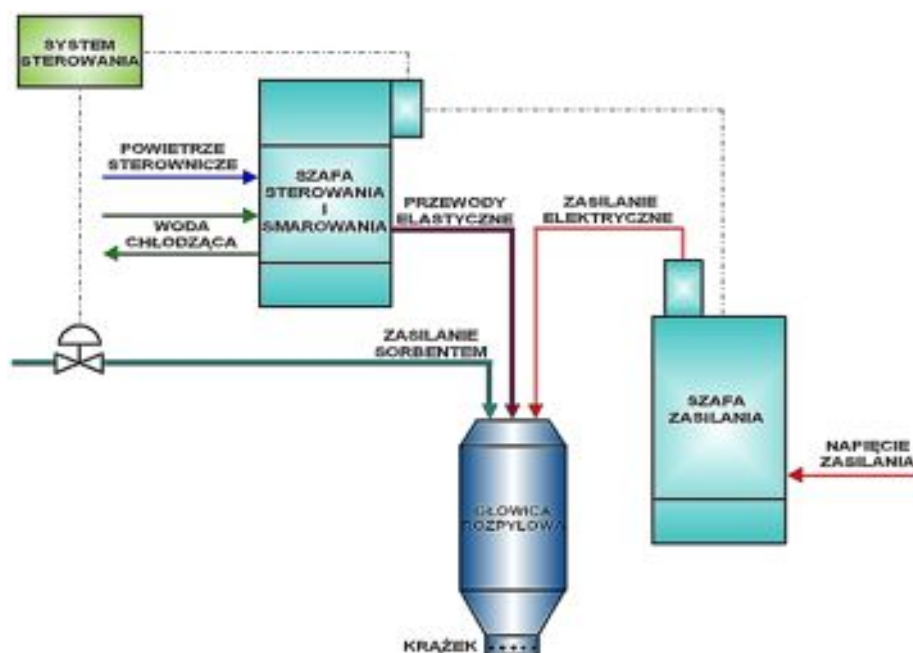 SYSTEM
STEROWANIA
POWIETRZE
STEROWNICZE
WODA
CHŁODZĄCA
SZAFA
STEROWANIA
I
SMAROWANIA
PRZEWODY
ELASTYCZNE
ZASILANIE
ELEKTRYCZNE
ZASILANIE
SORBENTEM
SZAFA
ZASILANIA
NAPIĘCIE
ZASILANIA
GŁOWICA
ROZPYŁOWA
KRĄŻEK